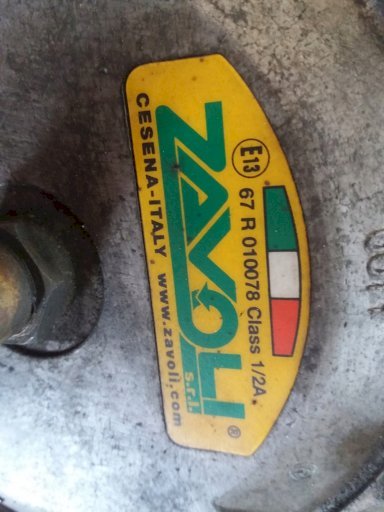 E13
67 R 010078 Class 1/2A
ZAVOLI®
s.r.l.
CESENA-ITALY www.zavoli.com